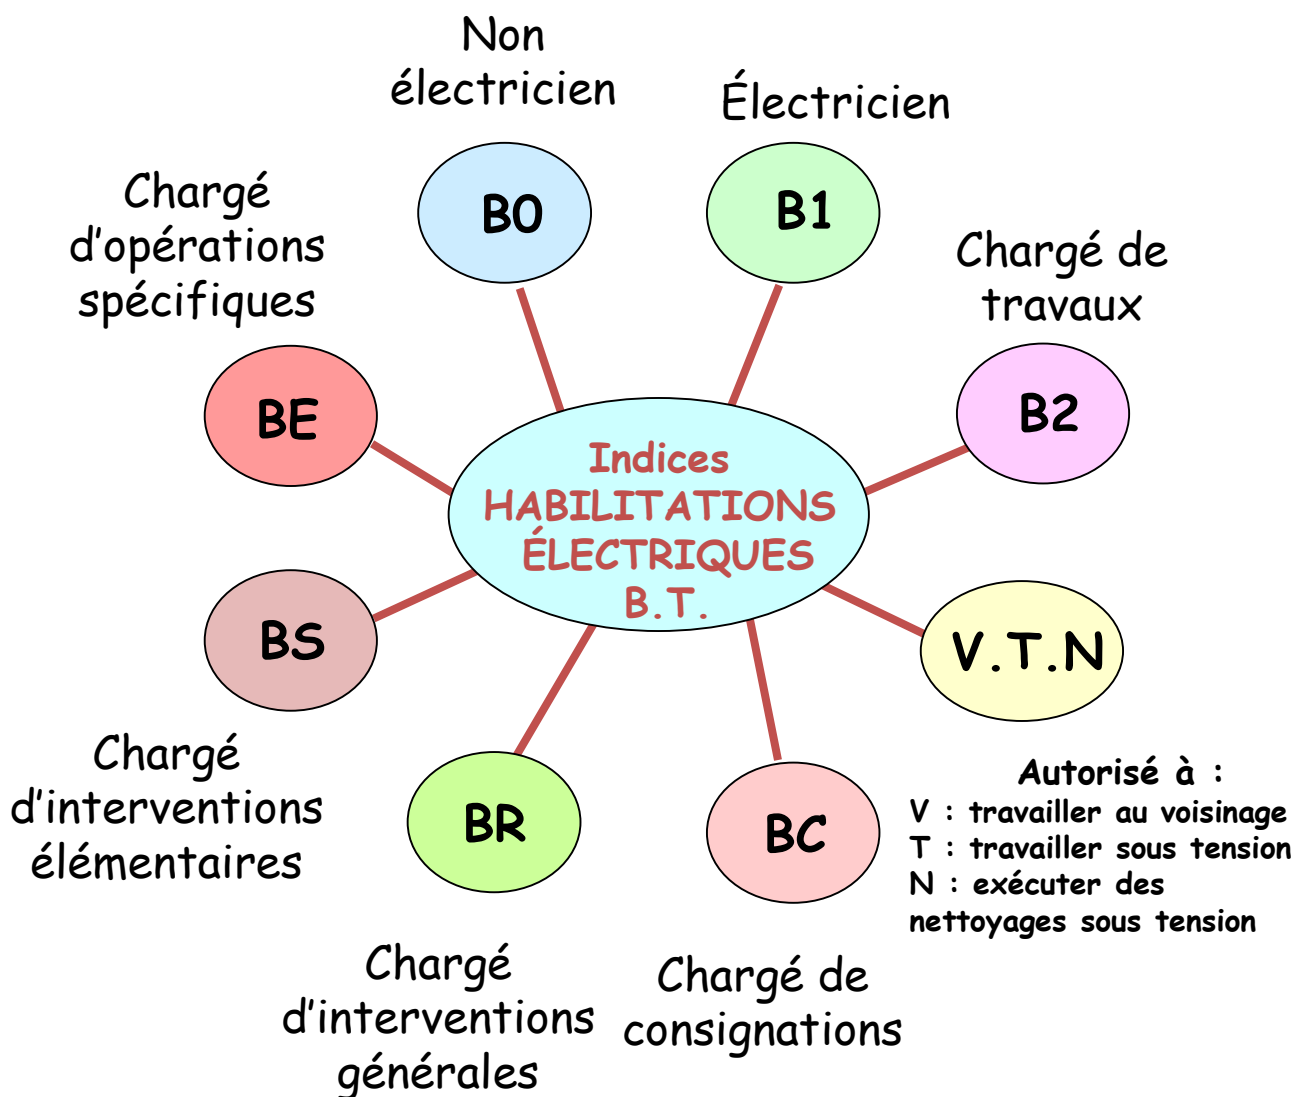 Non
électricien
B0
Électricien
B1
Chargé de
travaux
B2
Chargé
d'opérations
spécifiques
BE
Indices
HABILITATIONS
ÉLECTRIQUES
B.T.
BS
Chargé
d'interventions
élémentaires
V.T.N
Autorisé à :
V : travailler au voisinage
T : travailler sous tension
N : exécuter des
nettoyages sous tension
BR
Chargé
d'interventions
générales
BC
Chargé de
consignations